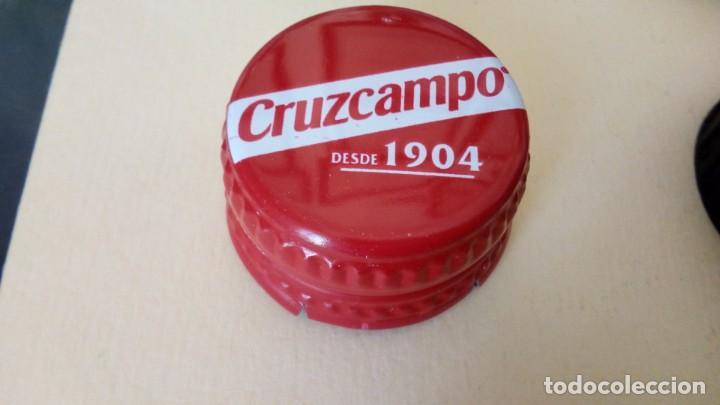 Cruzcampo
DESDE 1904
todocoleccion